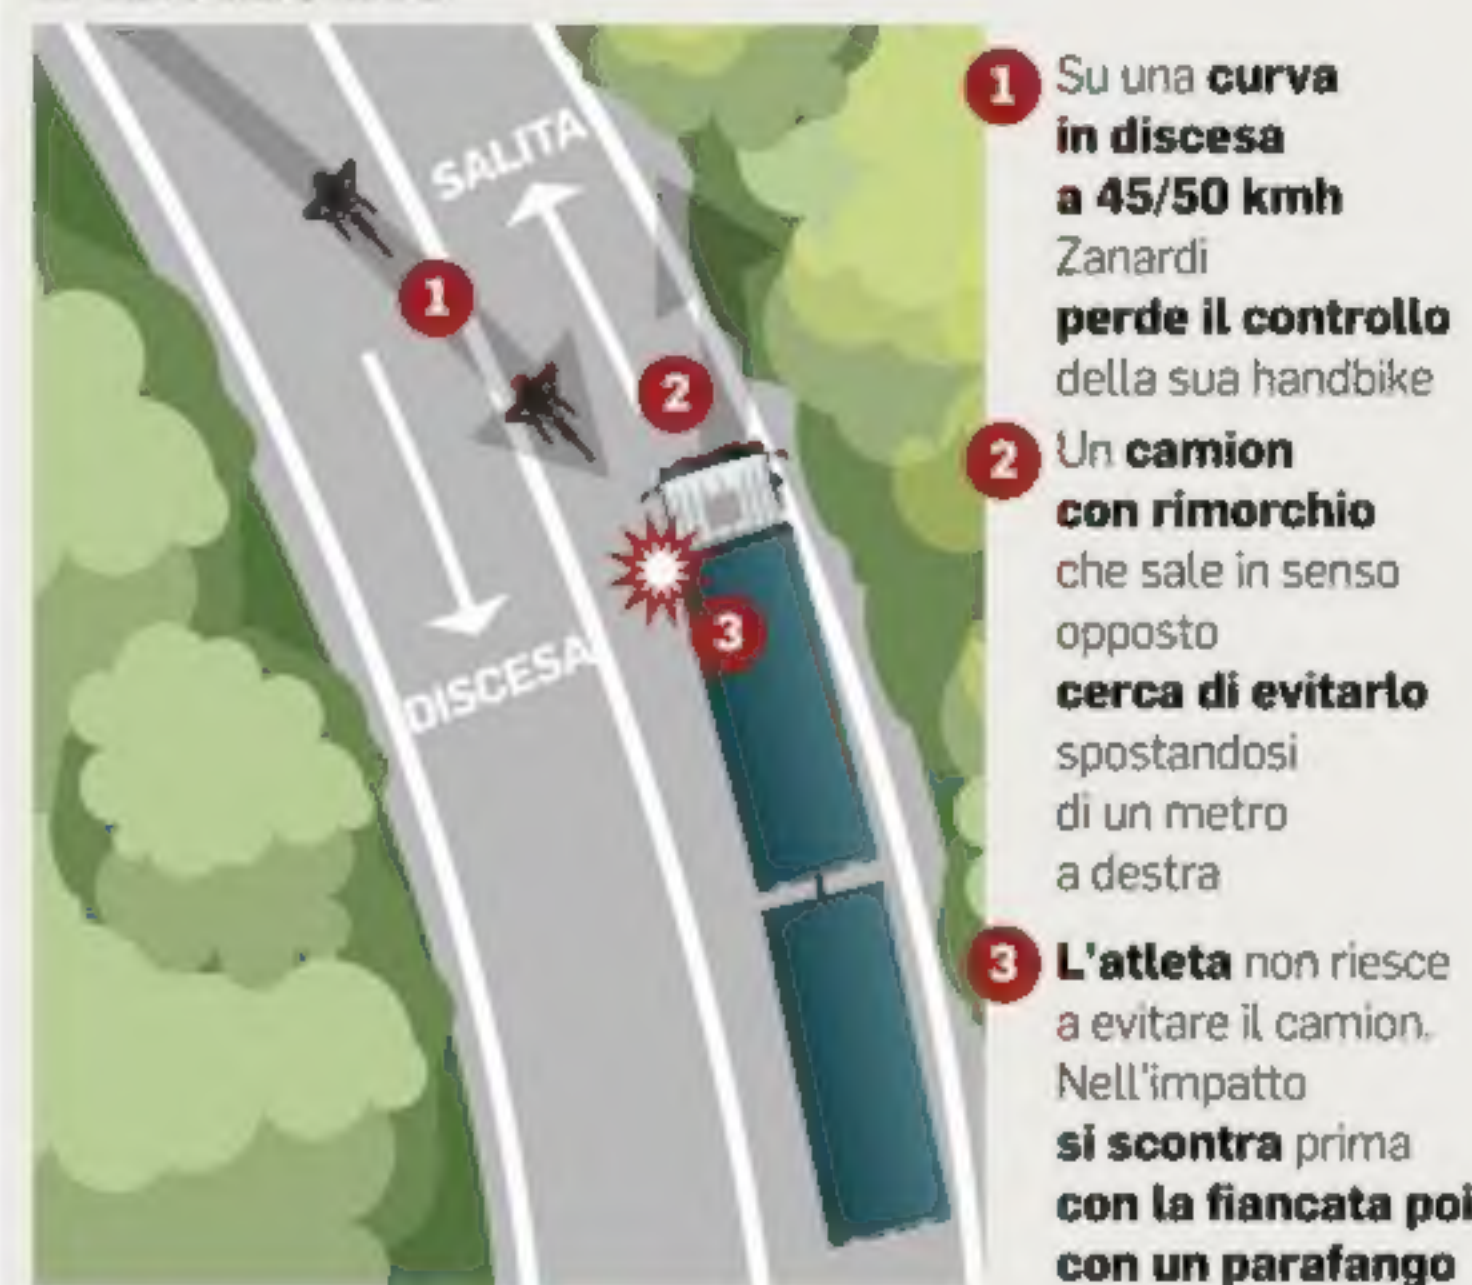 SALITA
1
2
3
DISCESA
1 Su una curva
in discesa
a 45/50 kmh
Zanardi
perde il controllo
della sua handbike
2 Un camion
con rimorchio
che sale in senso
opposto
cerca di evitarlo
spostandosi
di un metro
a destra
3 L'atleta non riesce
a evitare il camion.
Nell'impatto
si scontra prima
con la fiancata poi
con un parafango